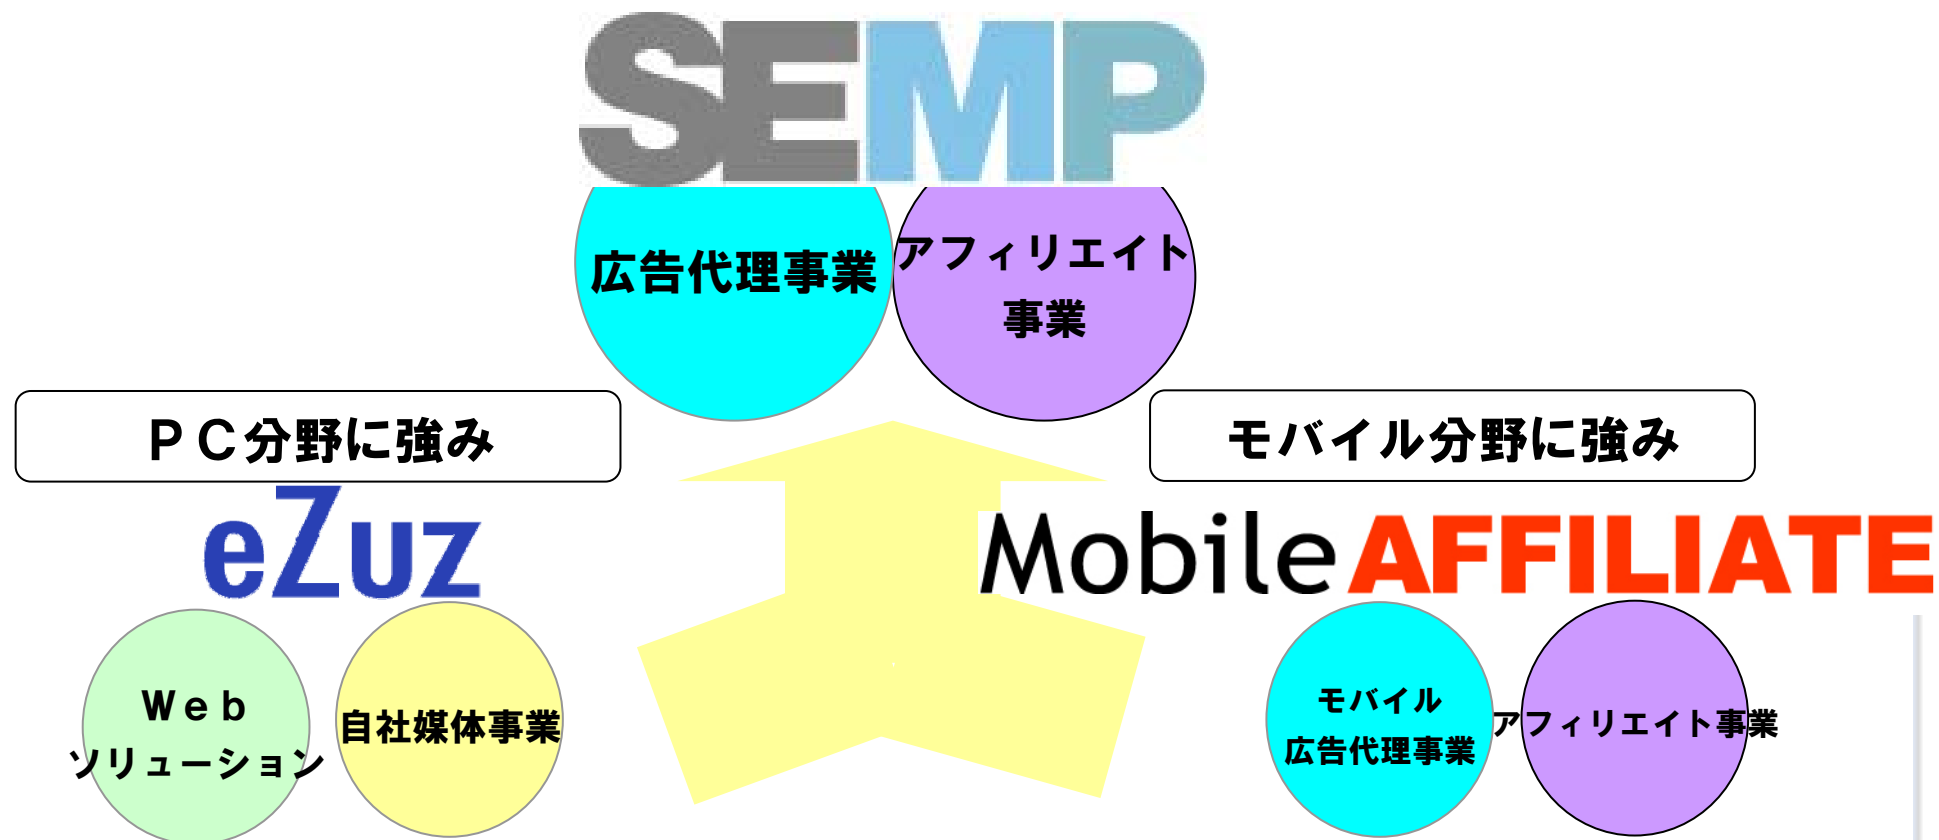 SEMP
広告代理事業
アフィリエイト
事業
ＰＣ分野に強み
モバイル分野に強み
eZuz
MobileAFFILIATE
Ｗｅｂ
ソリューション
自社媒体事業
モバイル
広告代理事業
アフィリエイト事業